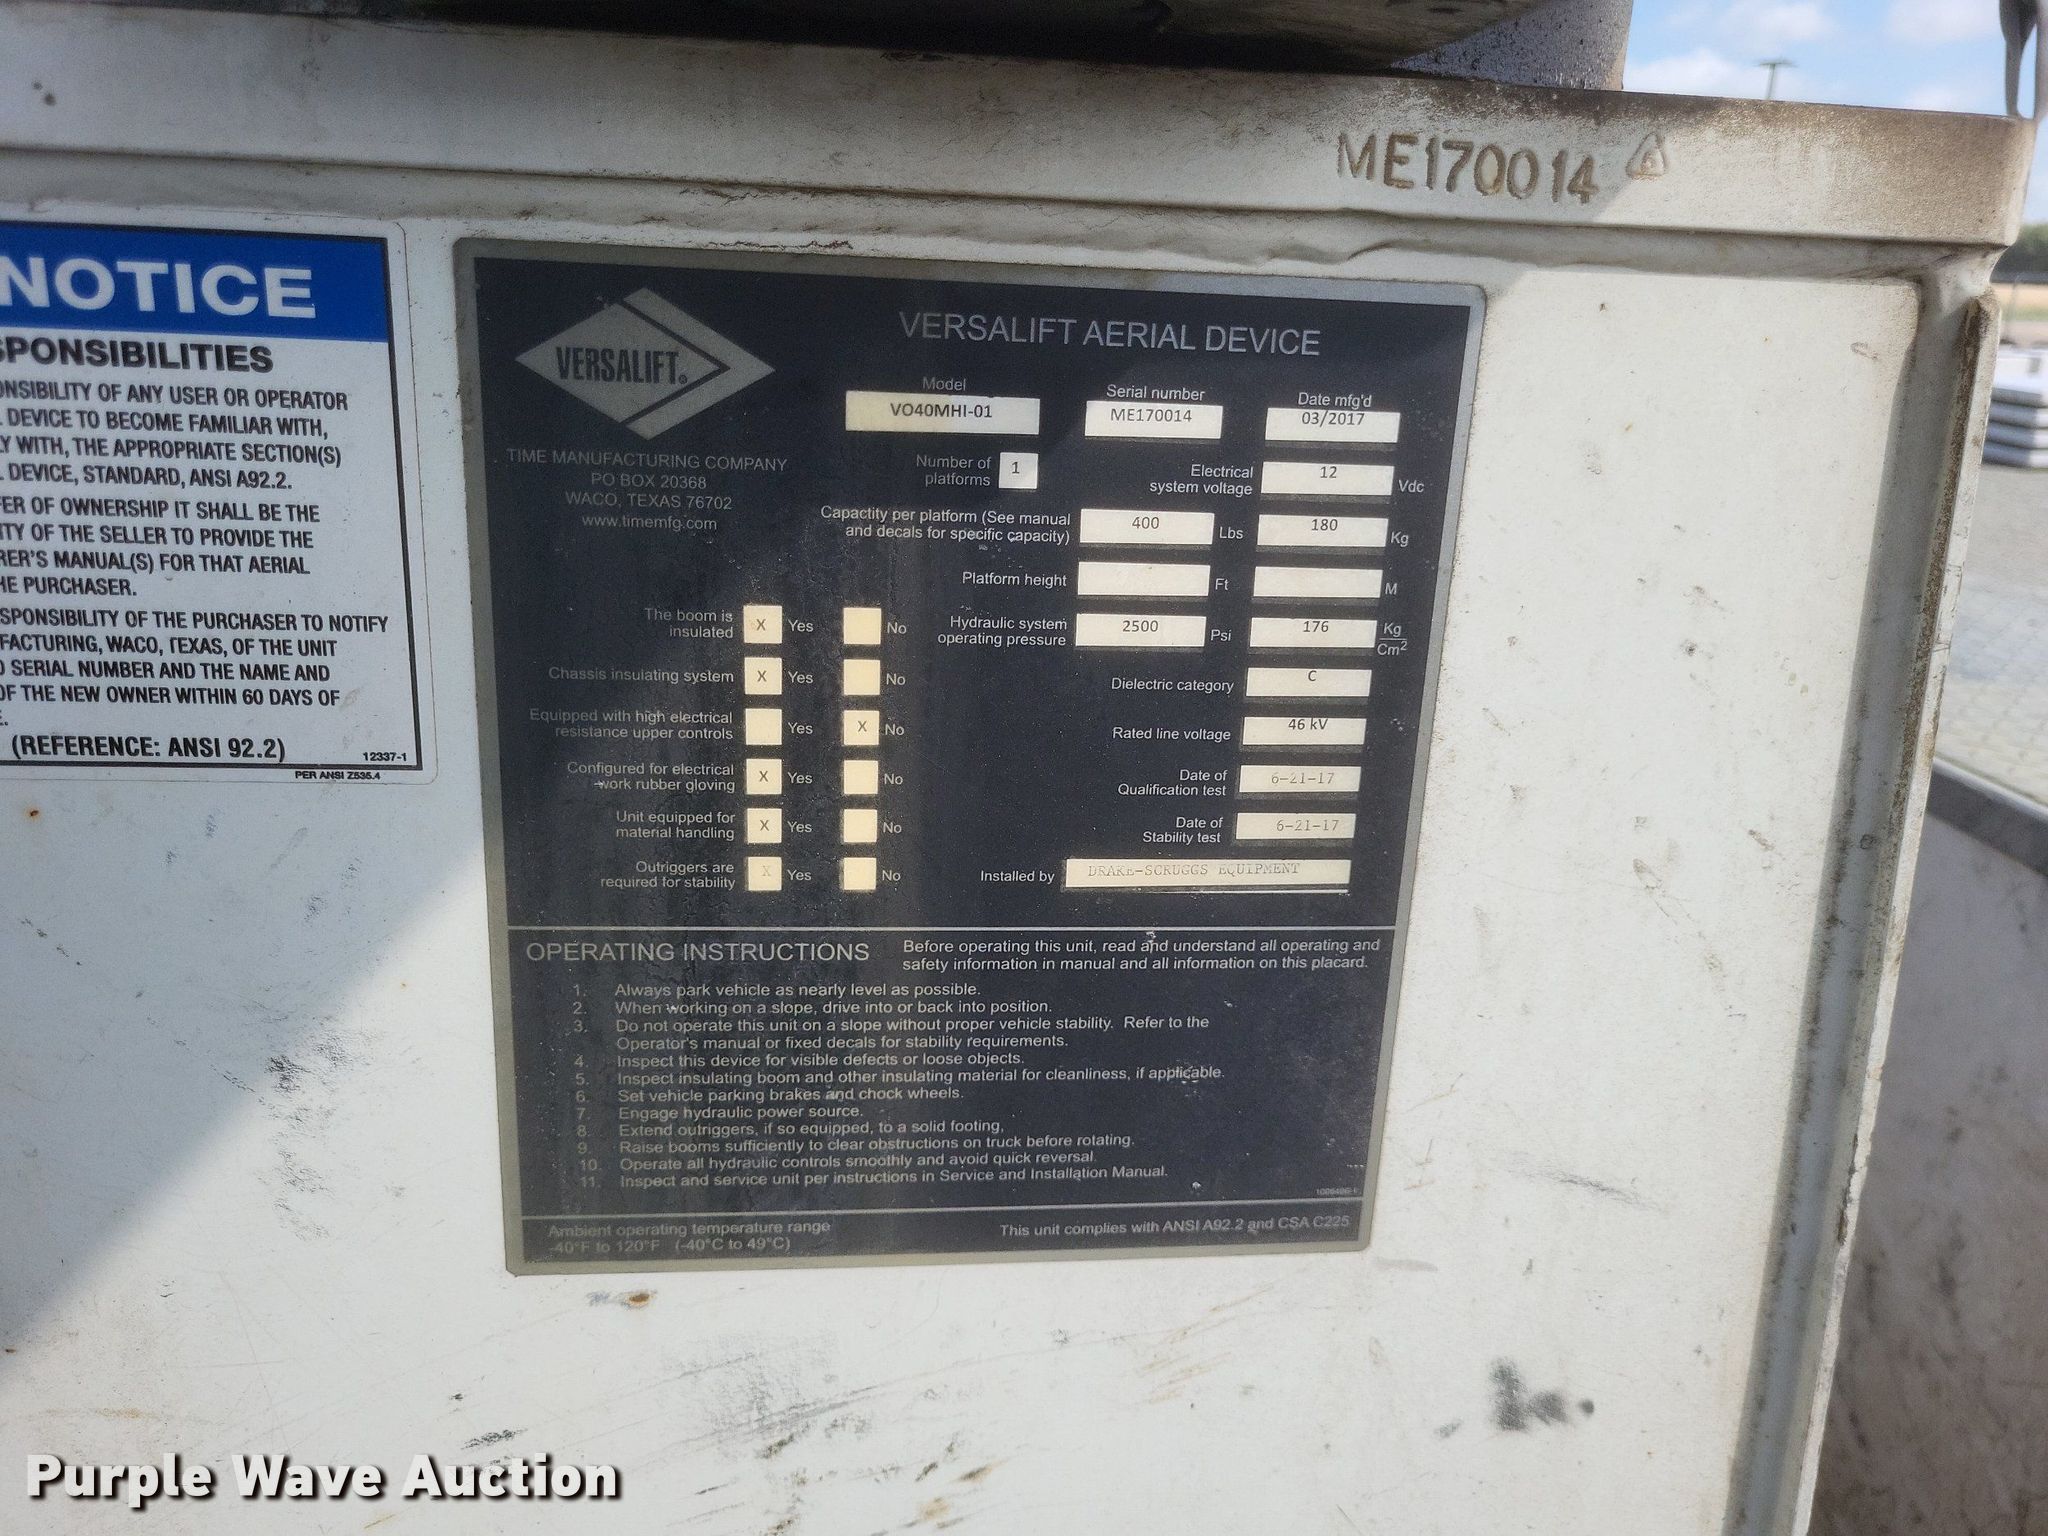 ME170014
NOTICE
SPONSIBILITIES
ONSIBILITY OF ANY USER OR OPERATOR
DEVICE TO BECOME FAMILIAR WITH,
WITH, THE APPROPRIATE SECTION(S)
DEVICE, STANDARD, ANSI A92.2.
FER OF OWNERSHIP IT SHALL BE THE
ITY OF THE SELLER TO PROVIDE THE
RER'S MANUAL(S) FOR THAT AERIAL
HE PURCHASER.
SPONSIBILITY OF THE PURCHASER TO NOTIFY
FACTURING, WACO, TEXAS, OF THE UNIT
D SERIAL NUMBER AND THE NAME AND
OF THE NEW OWNER WITHIN 60 DAYS OF
E.
(REFERENCE: ANSI 92.2)
12337-1
PER ANSI Z535.4
VERSALIFT®
TIME MANUFACTURING COMPANY
PO BOX 20368
WACO, TEXAS 76702
www.timemfg.com
VERSALIFT AERIAL DEVICE
Model Serial number Date mfg'd
VO40MHI-01 ME170014 03/2017
Number of platforms 1 Electrical system voltage 12 Vdc
Capactity per platform (See manual
and decals for specific capacity) 400 Lbs 180 Kg
Platform height Ft M
Hydraulic system
operating pressure 2500 Psi 176 Kg/Cm²
Dielectric category C
Rated line voltage 46 kV
Date of
Qualification test 6-21-17
Date of
Stability test 6-21-17
Installed by DRAKE-SCRUGGS EQUIPMENT
The boom is
insulated X Yes No
Chassis insulating system X Yes No
Equipped with high electrical
resistance upper controls Yes X No
Configured for electrical
work rubber gloving X Yes No
Unit equipped for
material handling X Yes No
Outriggers are
required for stability X Yes No
OPERATING INSTRUCTIONS
Before operating this unit, read and understand all operating and
safety information in manual and all information on this placard.
1. Always park vehicle as nearly level as possible.
2. When working on a slope, drive into or back into position.
3. Do not operate this unit on a slope without proper vehicle stability. Refer to the
Operator's manual or fixed decals for stability requirements.
4. Inspect this device for visible defects or loose objects.
5. Inspect insulating boom and other insulating material for cleanliness, if applicable.
6. Set vehicle parking brakes and chock wheels.
7. Engage hydraulic power source.
8. Extend outriggers, if so equipped, to a solid footing,
9. Raise booms sufficiently to clear obstructions on truck before rotating.
10. Operate all hydraulic controls smoothly and avoid quick reversal.
11. Inspect and service unit per instructions in Service and Installation Manual.
Ambient operating temperature range
-40°F to 120°F (-40°C to 49°C)
This unit complies with ANSI A92.2 and CSA C225
Purple Wave Auction